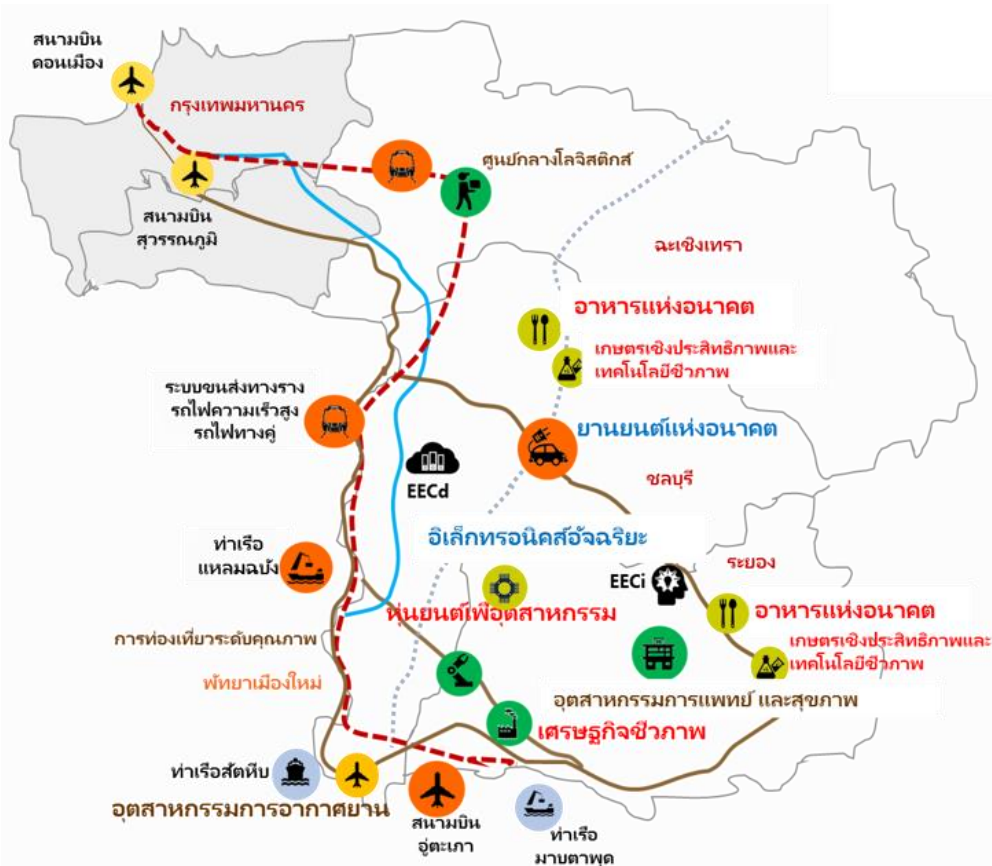 สนามบิน
ดอนเมือง
กรุงเทพมหานคร
ศูนย์กลางโลจิสติกส์
สนามบิน
สุวรรณภูมิ
ฉะเชิงเทรา
อาหารแห่งอนาคต
เกษตรเชิงประสิทธิภาพและ
เทคโนโลยีชีวภาพ
ระบบขนส่งทางราง
รถไฟความเร็วสูง
รถไฟทางคู่
ยานยนต์แห่งอนาคต
ชลบุรี
EECd
อิเล็กทรอนิคส์อัจฉริยะ
ท่าเรือ
แหลมฉบัง
ระยอง
EECi
หุ่นยนต์เพื่อุตสาหกรรม
อาหารแห่งอนาคต
การท่องเที่ยวระดับคุณภาพ
เกษตรเชิงประสิทธิภาพและ
เทคโนโลยีชีวภาพ
พัทยาเมืองใหม่
อุตสาหกรรมการแพทย์ และสุขภาพ
เศรษฐกิจชีวภาพ
ท่าเรือสัตหีบ
อุตสาหกรรมการอากาศยาน
สนามบิน
อู่ตะเภา
ท่าเรือ
มาบตาพุด